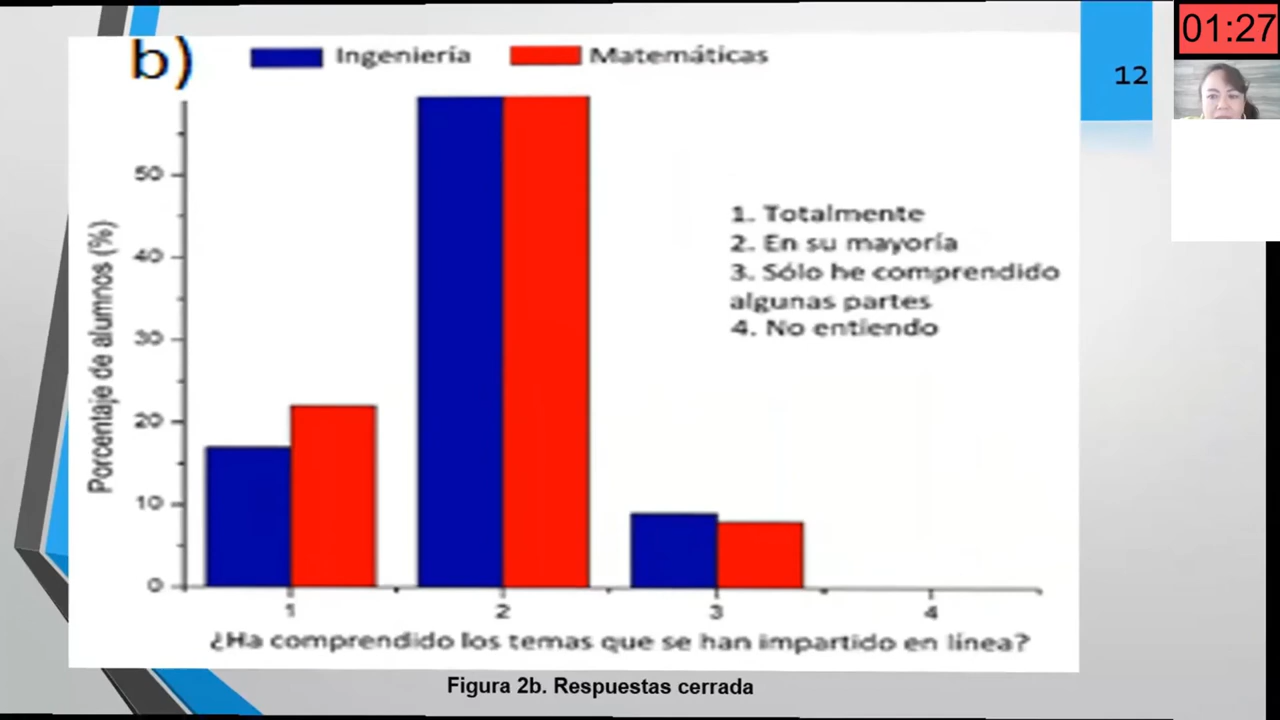 b)
Ingeniería Matemáticas
01:27
12
50
40
30
20
10
0
Porcentaje de alumnos (%)
1. Totalmente
2. En su mayoría
3. Sólo he comprendido
algunas partes
4. No entiendo
1 2 3 4
¿Ha comprendido los temas que se han impartido en línea?
Figura 2b. Respuestas cerrada